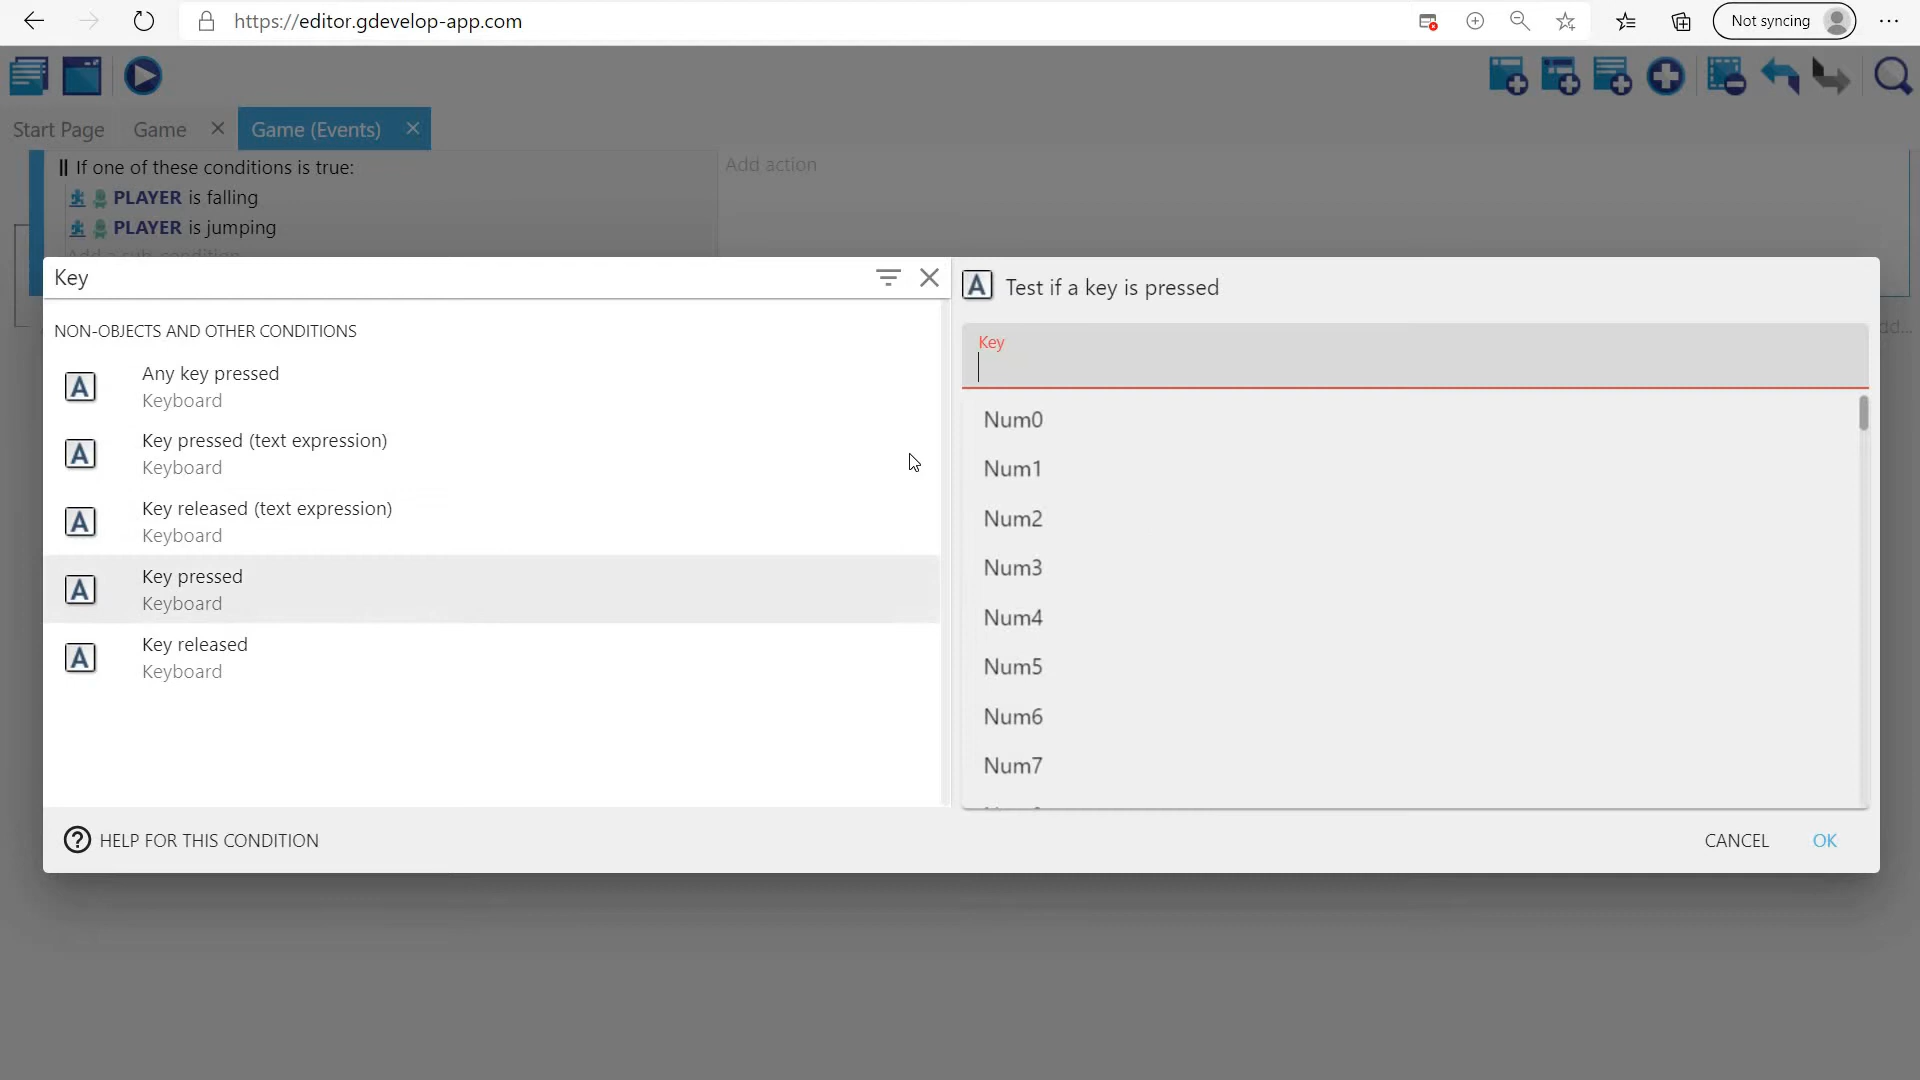 https://editor.gdevelop-app.com
Not syncing
Start Page
Game
Game (Events)
If one of these conditions is true:
PLAYER is falling
PLAYER is jumping
Add a sub-condition
Add action
Key
NON-OBJECTS AND OTHER CONDITIONS
Any key pressed
Keyboard
Key pressed (text expression)
Keyboard
Key released (text expression)
Keyboard
Key pressed
Keyboard
Key released
Keyboard
HELP FOR THIS CONDITION
Test if a key is pressed
Key
Num0
Num1
Num2
Num3
Num4
Num5
Num6
Num7
CANCEL
OK